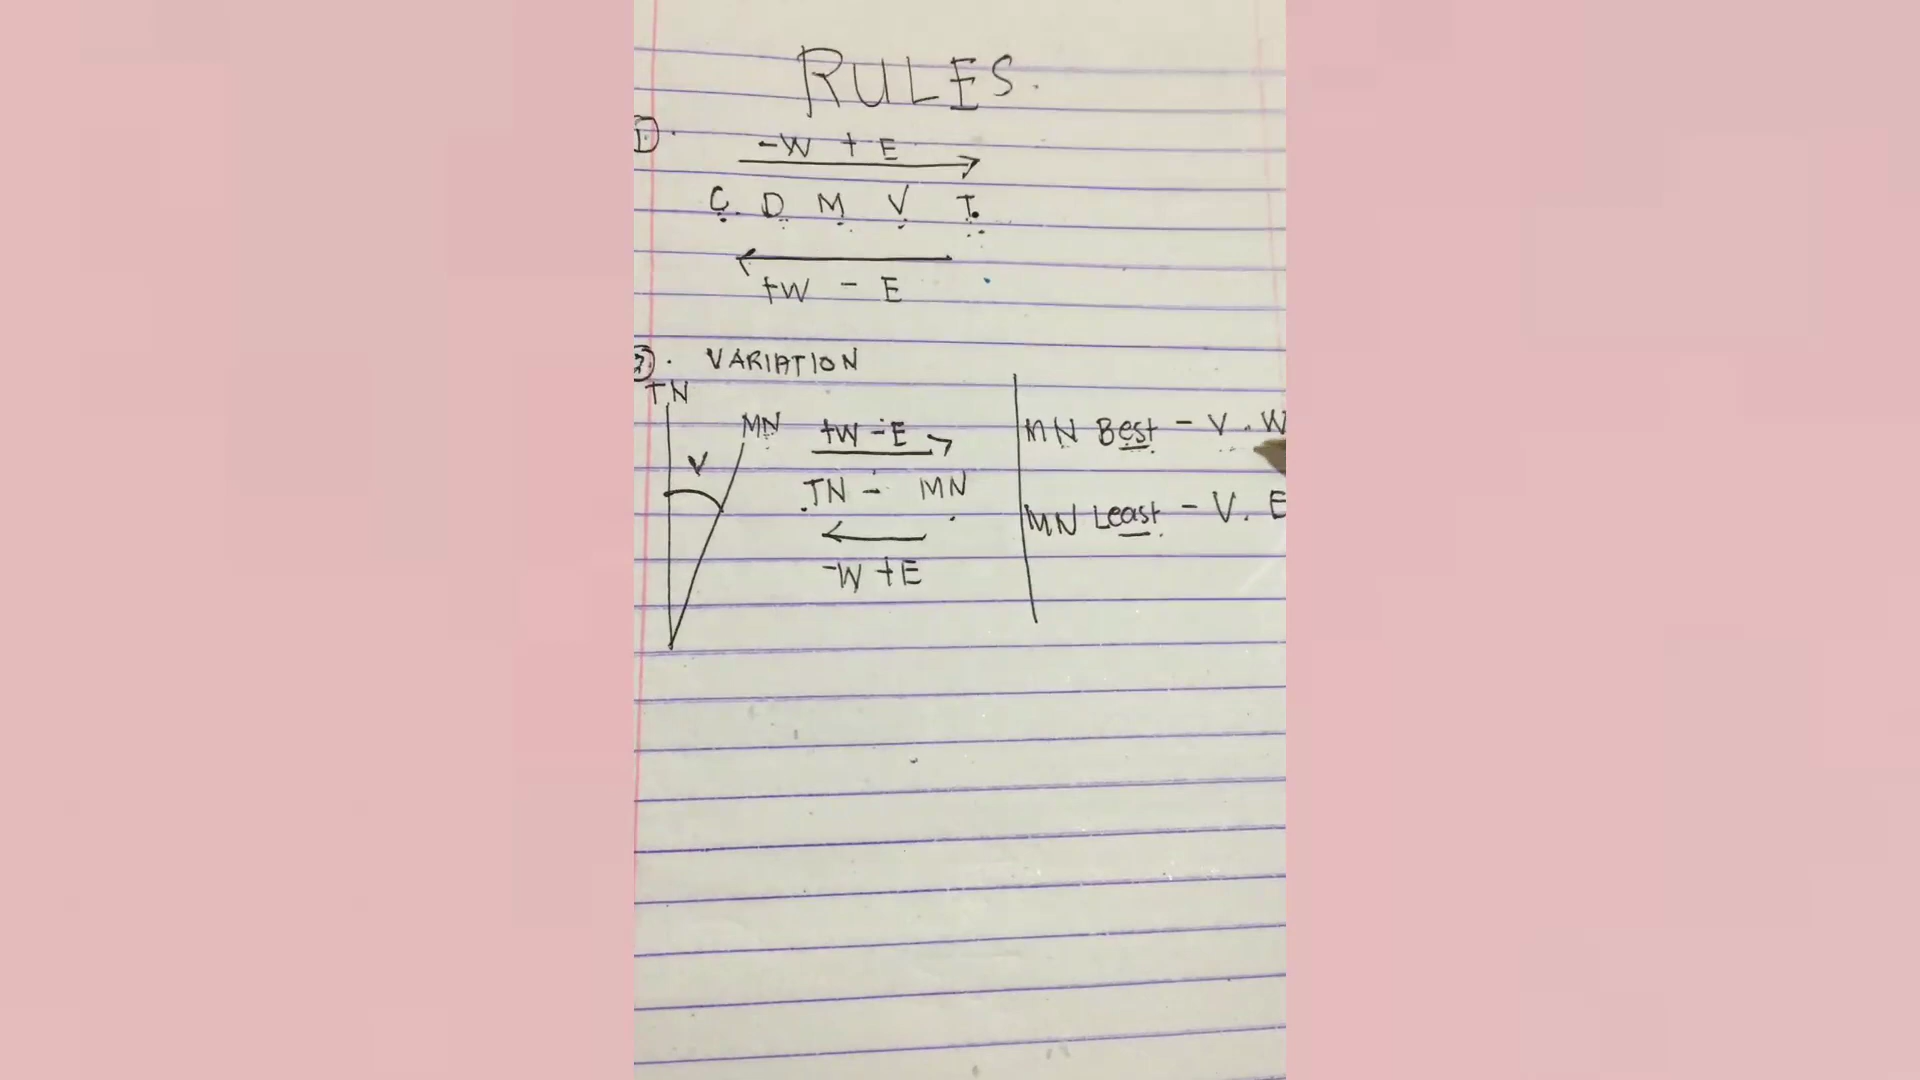 RULES.
1.
-W + E
C. D M V T.
+W - E
2. VARIATION
TN
MN
V
+W -E
TN - MN
-W +E
MN Best - V. W
MN Least - V. E